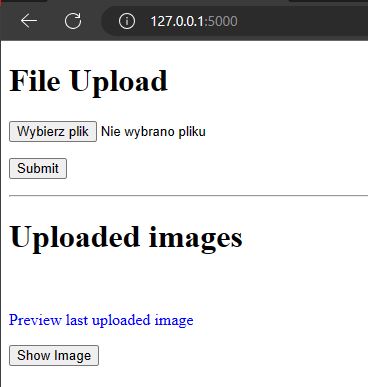 127.0.0.1:5000
File Upload
Wybierz plik Nie wybrano pliku
Submit
Uploaded images
Preview last uploaded image
Show Image